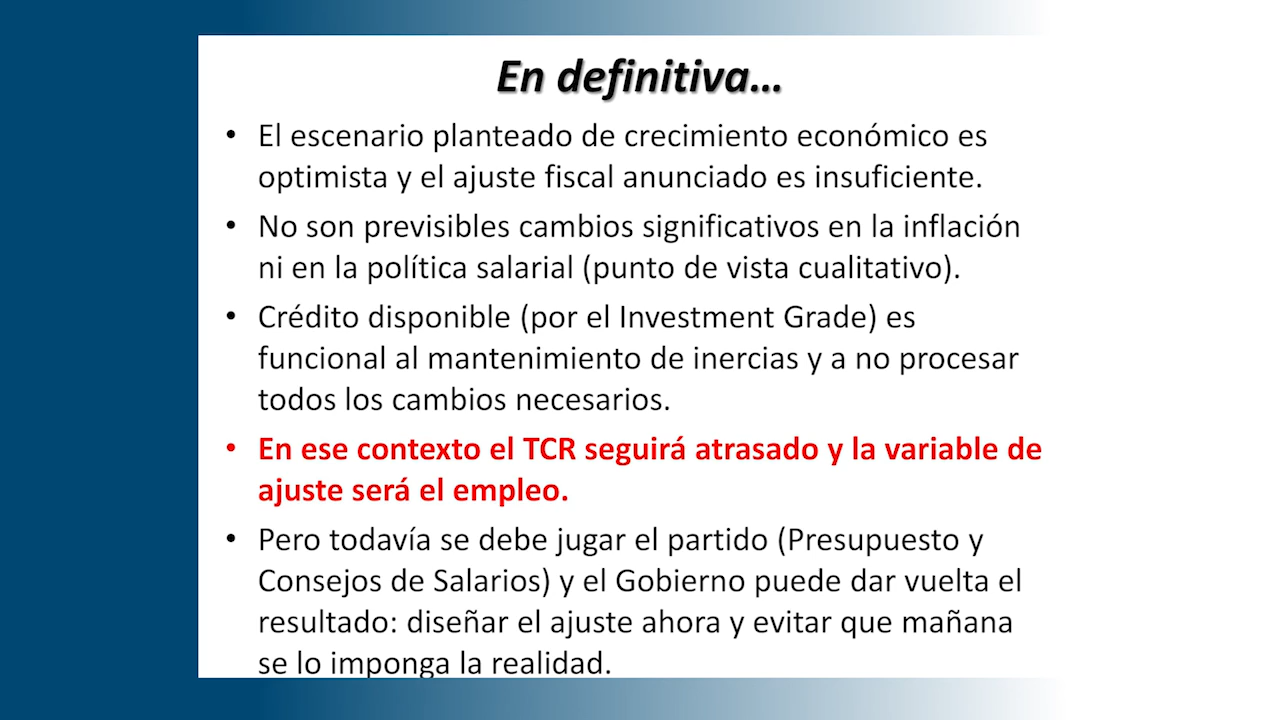 En definitiva...
• El escenario planteado de crecimiento económico es
optimista y el ajuste fiscal anunciado es insuficiente.
• No son previsibles cambios significativos en la inflación
ni en la política salarial (punto de vista cualitativo).
• Crédito disponible (por el Investment Grade) es
funcional al mantenimiento de inercias y a no procesar
todos los cambios necesarios.
• En ese contexto el TCR seguirá atrasado y la variable de
ajuste será el empleo.
• Pero todavía se debe jugar el partido (Presupuesto y
Consejos de Salarios) y el Gobierno puede dar vuelta el
resultado: diseñar el ajuste ahora y evitar que mañana
se lo imponga la realidad.